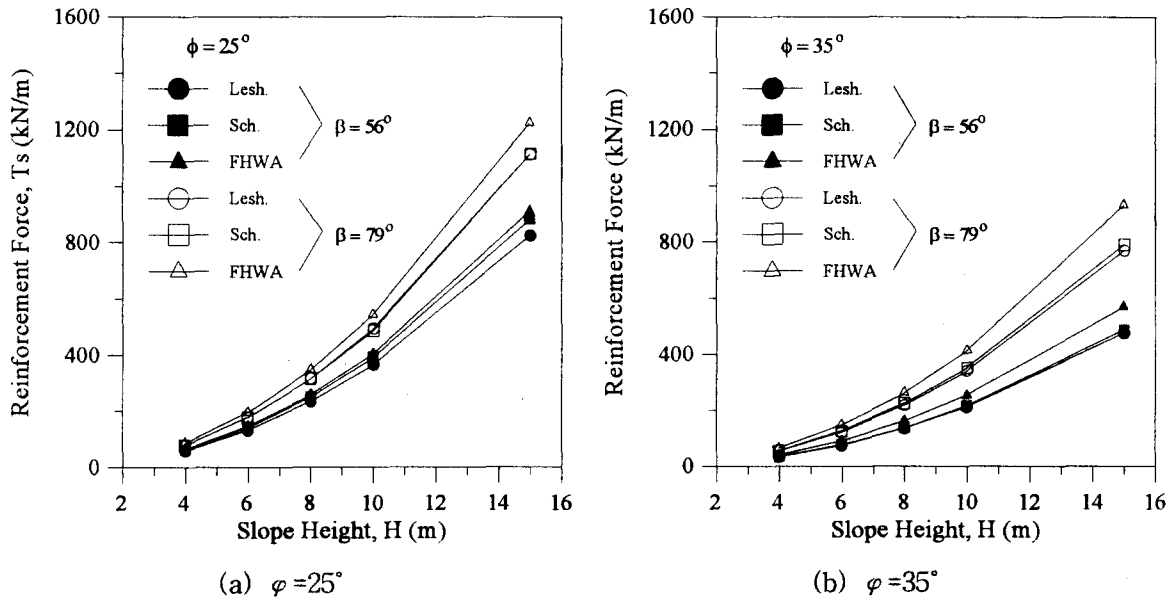 Reinforcement Force, Ts (kN/m)
1600
1200
800
400
0
ϕ = 25°
Lesh.
Sch.
FHWA
β = 56°
Lesh.
Sch.
FHWA
β = 79°
2 4 6 8 10 12 14 16
Slope Height, H (m)
(a) φ =25°
Reinforcement Force (kN/m)
1600
1200
800
400
0
ϕ = 35°
Lesh.
Sch.
FHWA
β = 56°
Lesh.
Sch.
FHWA
β = 79°
2 4 6 8 10 12 14 16
Slope Height, H (m)
(b) φ =35°